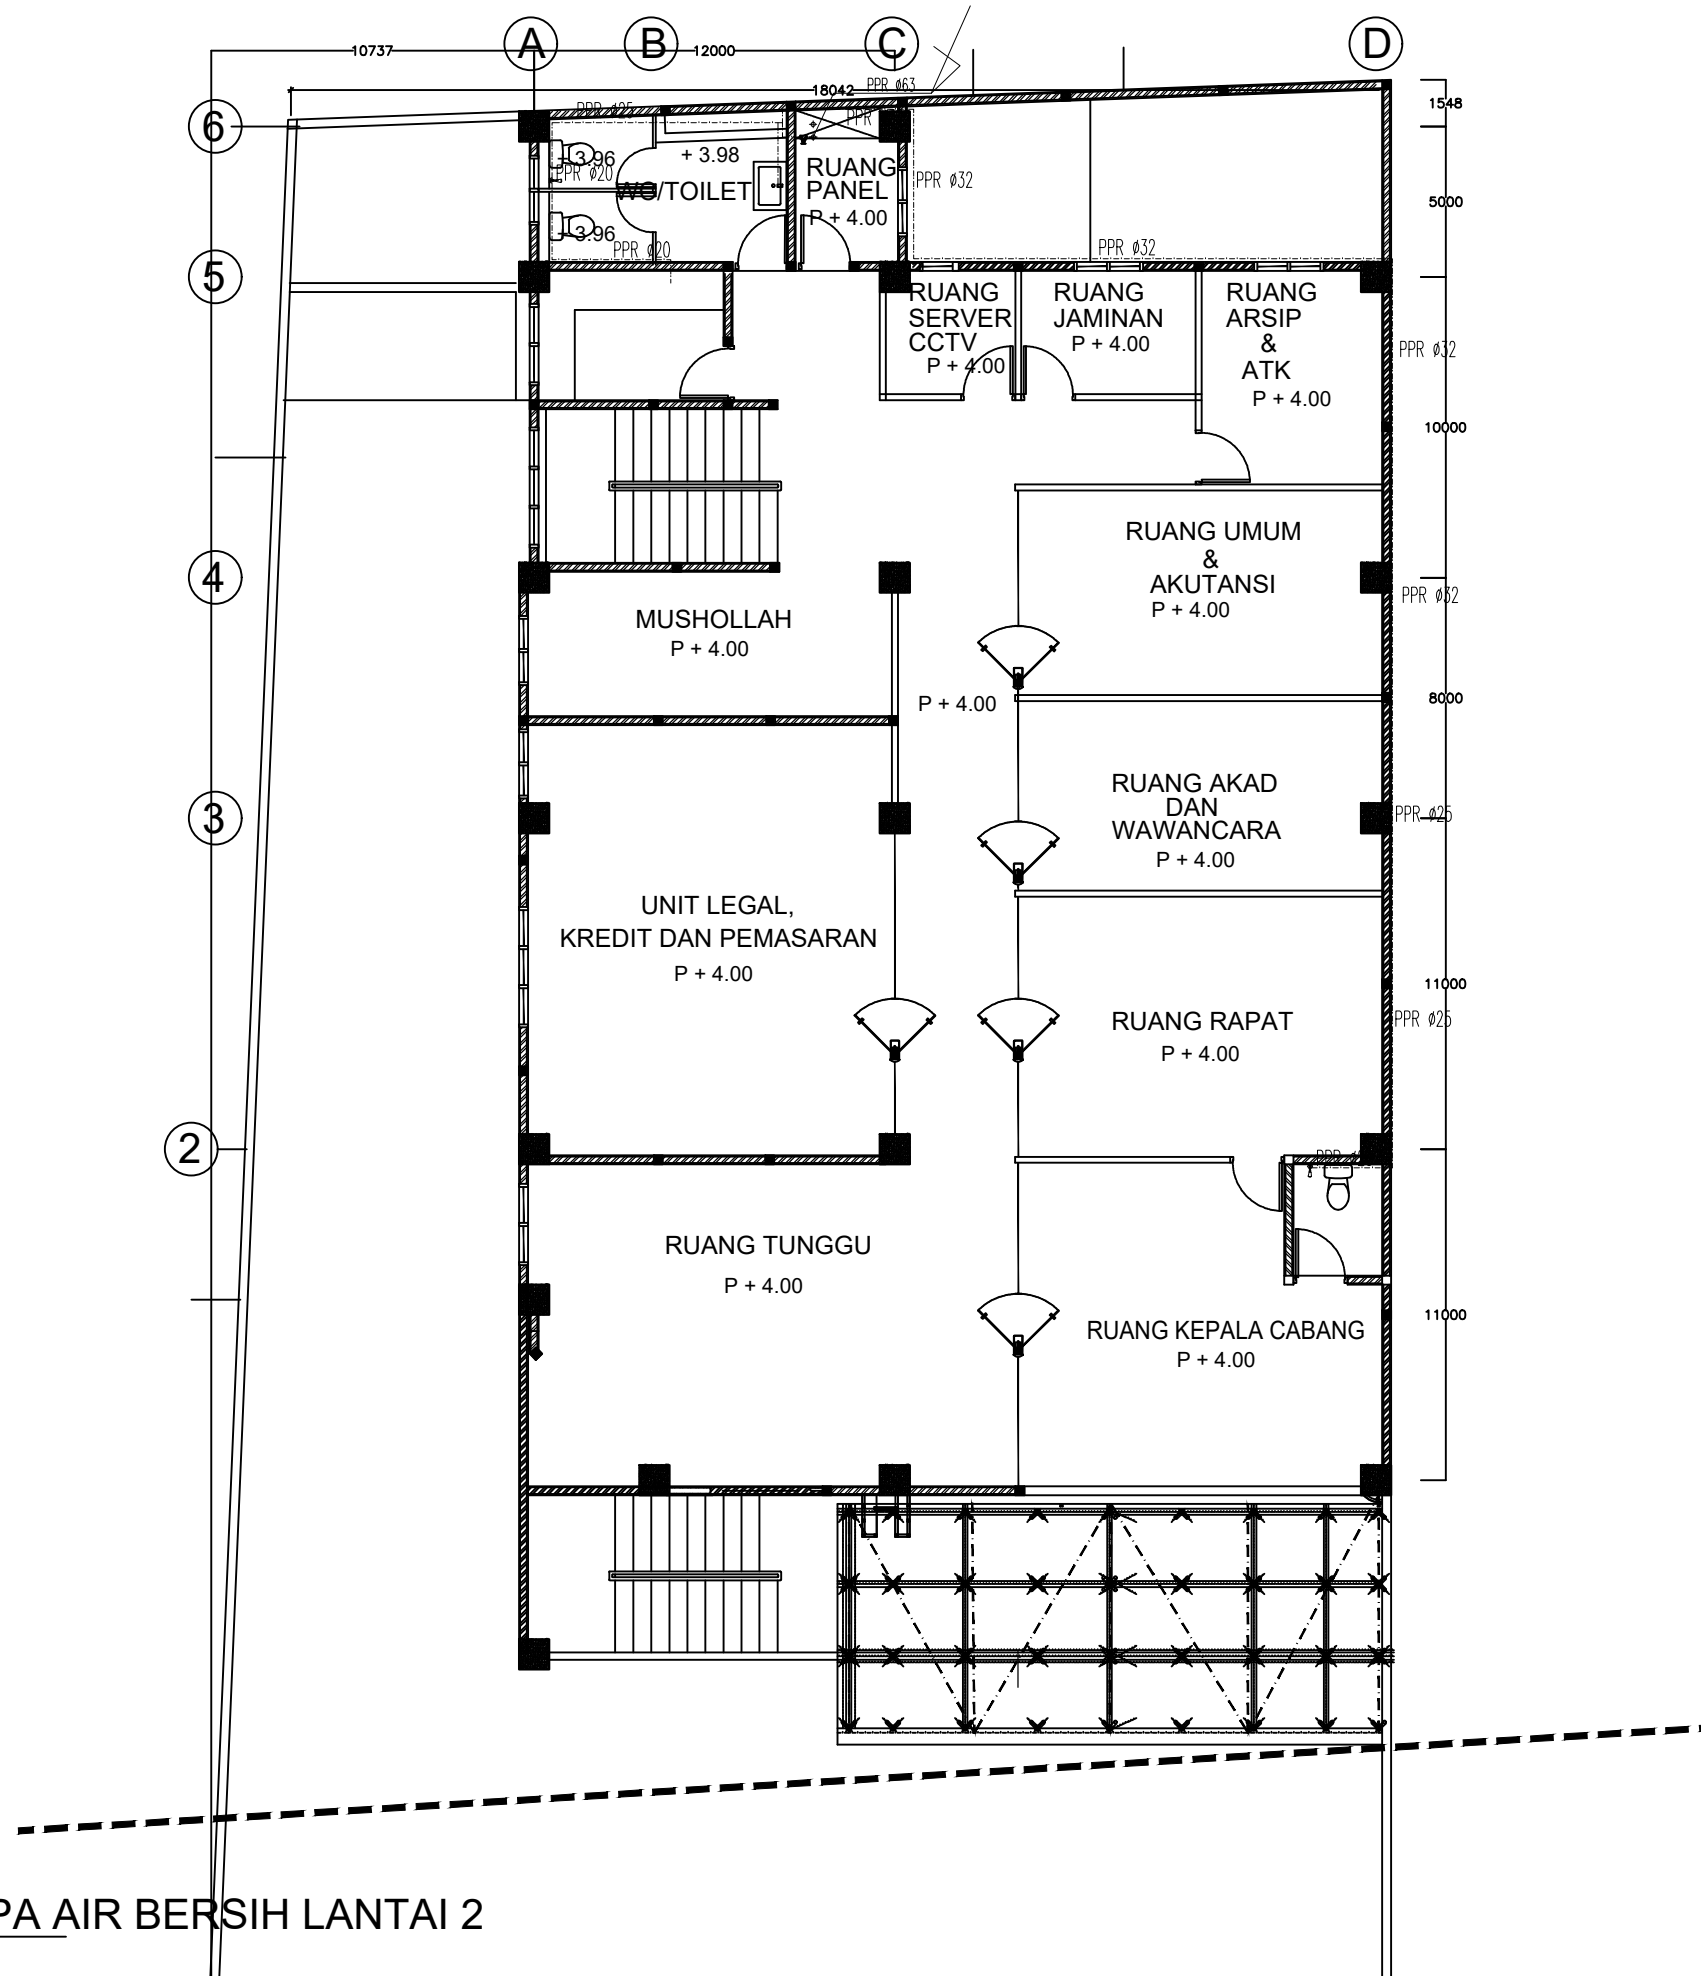 A
B
C
D
10737
12000
18042
PPR ø63
1548
6
PPR ø25
PPR
+ 3.96
+ 3.98
PPR ø20
WC/TOILET
RUANG
PANEL
P + 4.00
PPR ø32
5000
+ 3.96
PPR ø20
PPR ø32
5
RUANG
SERVER
CCTV
P + 4.00
RUANG
JAMINAN
P + 4.00
RUANG
ARSIP
&
ATK
P + 4.00
PPR ø32
10000
4
RUANG UMUM
&
AKUTANSI
P + 4.00
PPR ø32
MUSHOLLAH
P + 4.00
P + 4.00
8000
3
RUANG AKAD
DAN
WAWANCARA
P + 4.00
PPR ø25
UNIT LEGAL,
KREDIT DAN PEMASARAN
P + 4.00
11000
RUANG RAPAT
P + 4.00
PPR ø25
2
PPR
RUANG TUNGGU
P + 4.00
11000
RUANG KEPALA CABANG
P + 4.00
PA AIR BERSIH LANTAI 2